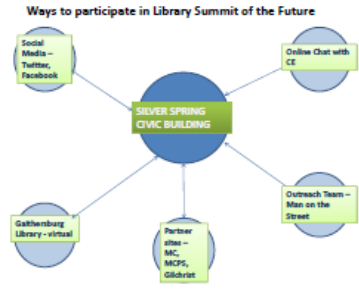 Ways to participate in Library Summit of the Future
Social
Media –
Twitter,
Facebook
Online Chat with
CE
SILVER SPRING
CIVIC BUILDING
Outreach Team –
Man on the
Street
Gaithersburg
Library - virtual
Partner
sites –
MC,
MCPS,
Gilchrist